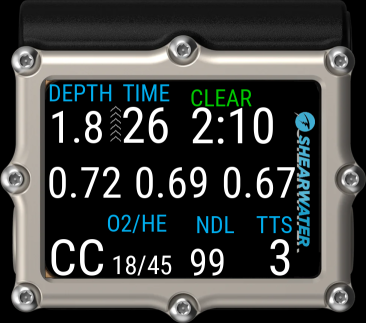 DEPTH TIME CLEAR
1.8 26 2:10
0.72 0.69 0.67
O2/HE NDL TTS
CC 18/45 99 3
SHEARWATER